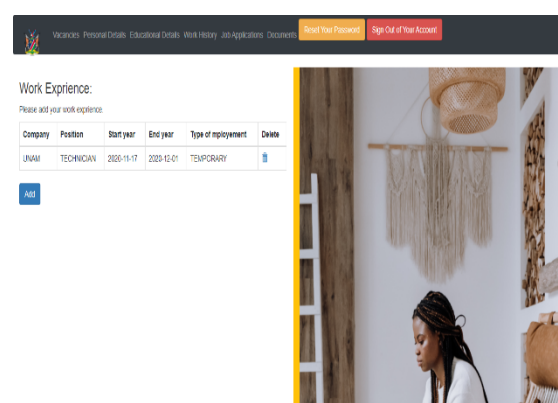 Vacancies Personal Details Educational Details Work History Job Applications Documents Reset Your Password Sign Out of Your Account
Work Exprience:
Please add your work exprience
Company Position Start year End year Type of mployement Delete
UNAM TECHNICIAN 2020-11-17 2020-12-01 TEMPORARY
Add